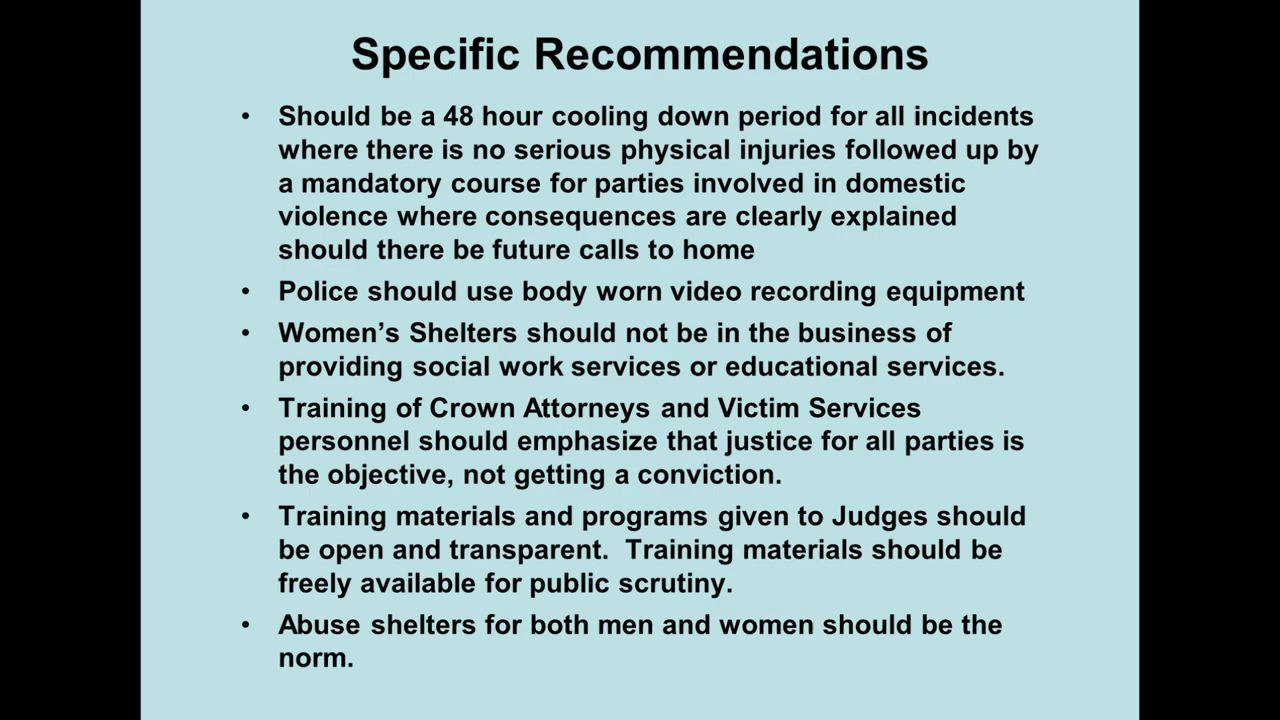 Specific Recommendations
• Should be a 48 hour cooling down period for all incidents
where there is no serious physical injuries followed up by
a mandatory course for parties involved in domestic
violence where consequences are clearly explained
should there be future calls to home
• Police should use body worn video recording equipment
• Women’s Shelters should not be in the business of
providing social work services or educational services.
• Training of Crown Attorneys and Victim Services
personnel should emphasize that justice for all parties is
the objective, not getting a conviction.
• Training materials and programs given to Judges should
be open and transparent.  Training materials should be
freely available for public scrutiny.
• Abuse shelters for both men and women should be the
norm.